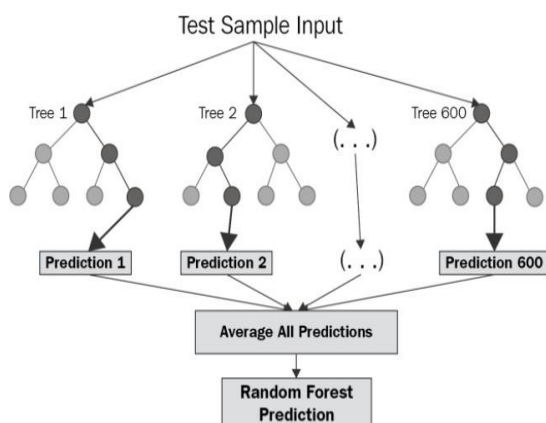 Test Sample Input
Tree 1
Tree 2
Tree 600
(. . .)
Prediction 1
Prediction 2
(. . .)
Prediction 600
Average All Predictions
Random Forest
Prediction